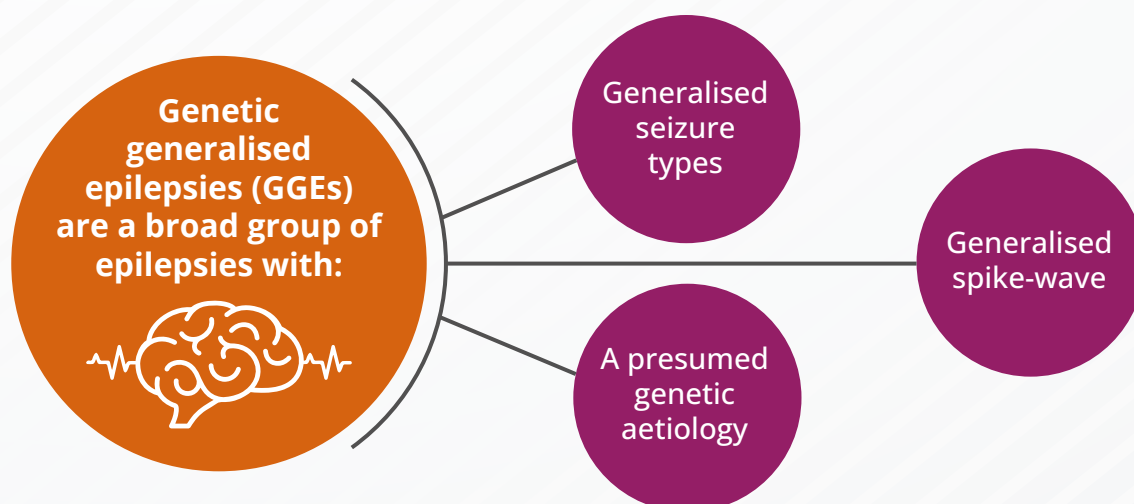 Genetic
generalised
epilepsies (GGEs)
are a broad group of
epilepsies with:
Generalised
seizure
types
Generalised
spike-wave
A presumed
genetic
aetiology